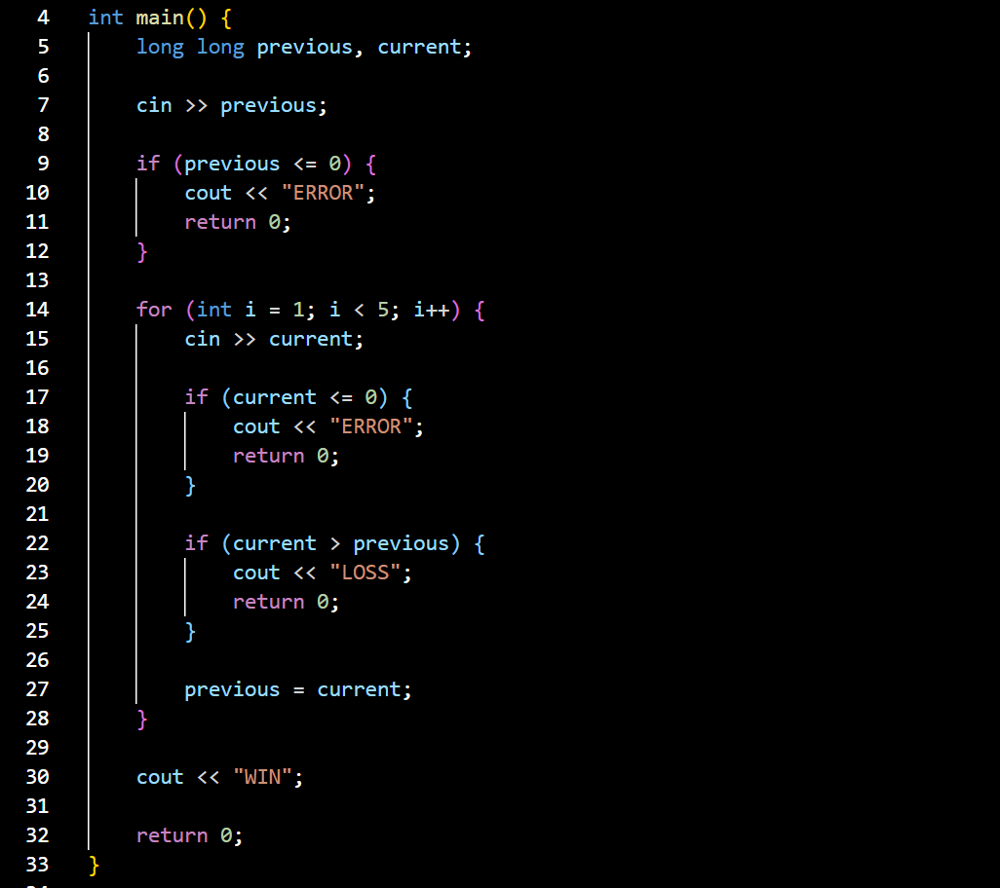 4 int main() {
5     long long previous, current;
6
7     cin >> previous;
8
9     if (previous <= 0) {
10         cout << "ERROR";
11         return 0;
12     }
13
14     for (int i = 1; i < 5; i++) {
15         cin >> current;
16
17         if (current <= 0) {
18             cout << "ERROR";
19             return 0;
20         }
21
22         if (current > previous) {
23             cout << "LOSS";
24             return 0;
25         }
26
27         previous = current;
28     }
29
30     cout << "WIN";
31
32     return 0;
33 }